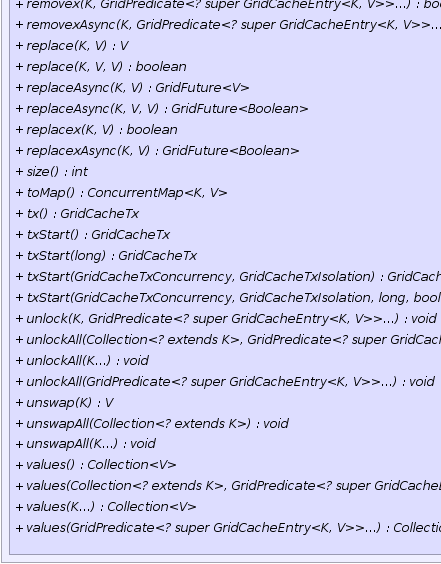 + removex(K, GridPredicate<? super GridCacheEntry<K, V>>...) : boo
+ removexAsync(K, GridPredicate<? super GridCacheEntry<K, V>>...
+ replace(K, V) : V
+ replace(K, V, V) : boolean
+ replaceAsync(K, V) : GridFuture<V>
+ replaceAsync(K, V, V) : GridFuture<Boolean>
+ replacex(K, V) : boolean
+ replacexAsync(K, V) : GridFuture<Boolean>
+ size() : int
+ toMap() : ConcurrentMap<K, V>
+ tx() : GridCacheTx
+ txStart() : GridCacheTx
+ txStart(long) : GridCacheTx
+ txStart(GridCacheTxConcurrency, GridCacheTxIsolation) : GridCach
+ txStart(GridCacheTxConcurrency, GridCacheTxIsolation, long, bool
+ unlock(K, GridPredicate<? super GridCacheEntry<K, V>>...) : void
+ unlockAll(Collection<? extends K>, GridPredicate<? super GridCach
+ unlockAll(K...) : void
+ unlockAll(GridPredicate<? super GridCacheEntry<K, V>>...) : void
+ unswap(K) : V
+ unswapAll(Collection<? extends K>) : void
+ unswapAll(K...) : void
+ values() : Collection<V>
+ values(Collection<? extends K>, GridPredicate<? super GridCacheE
+ values(K...) : Collection<V>
+ values(GridPredicate<? super GridCacheEntry<K, V>>...) : Collectio